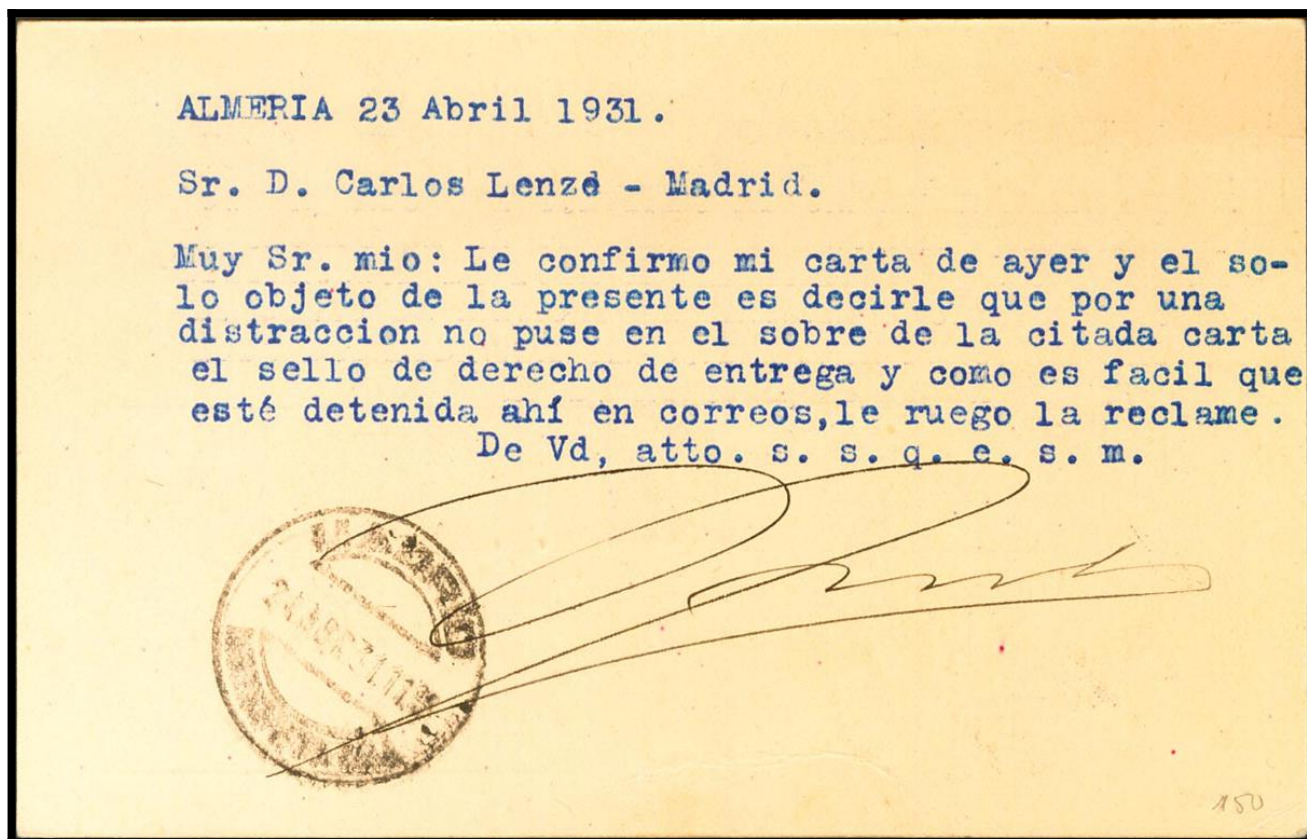 ALMERIA 23 Abril 1931.
Sr. D. Carlos Lenzé - Madrid.
Muy Sr. mio: Le confirmo mi carta de ayer y el so-
lo objeto de la presente es decirle que por una
distraccion no puse en el sobre de la citada carta
el sello de derecho de entrega y como es facil que
esté detenida ahí en correos,le ruego la reclame.
De Vd, atto. s. s. q. e. s. m.
24 ABR 31
150